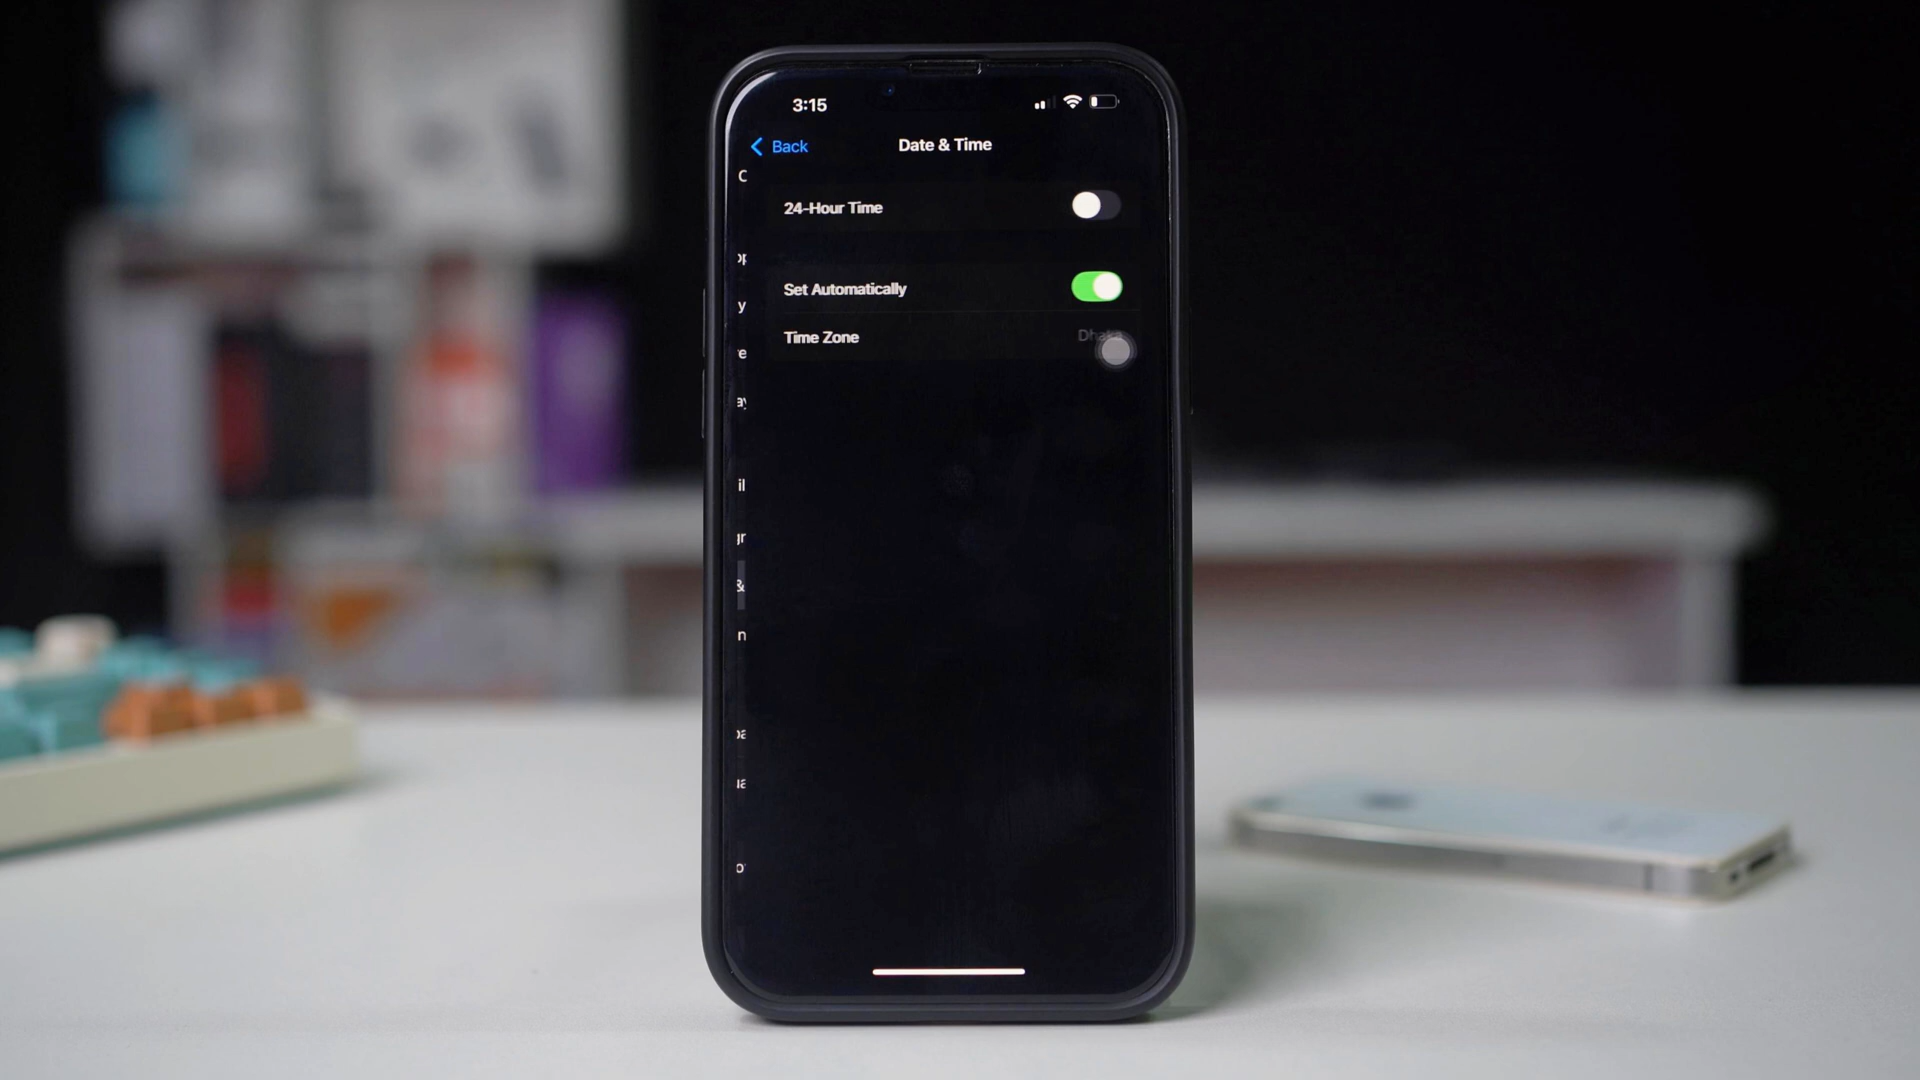 3:15
Back
Date & Time
24-Hour Time
Set Automatically
Time Zone